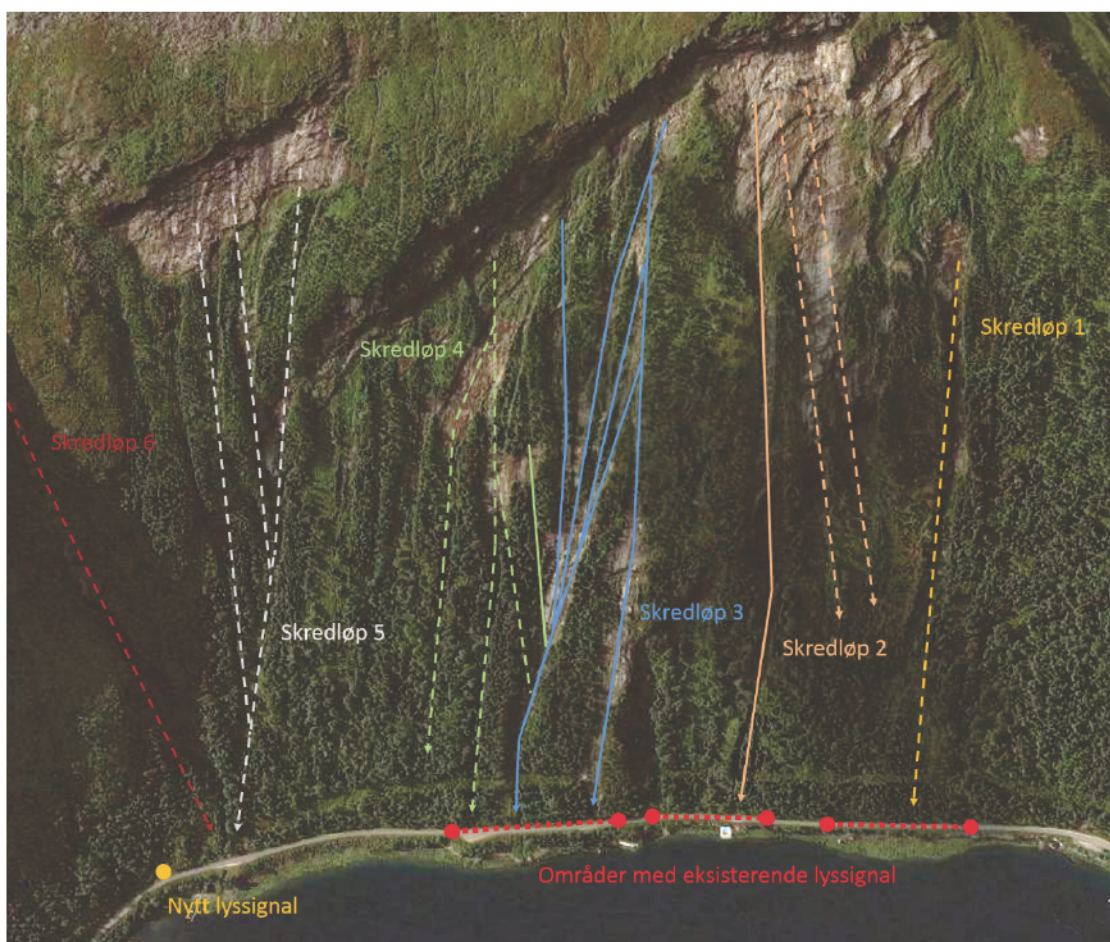 Skredløp 1
Skredløp 4
Skredløp 6
Skredløp 3
Skredløp 5
Skredløp 2
Områder med eksisterende lyssignal
Nytt lyssignal